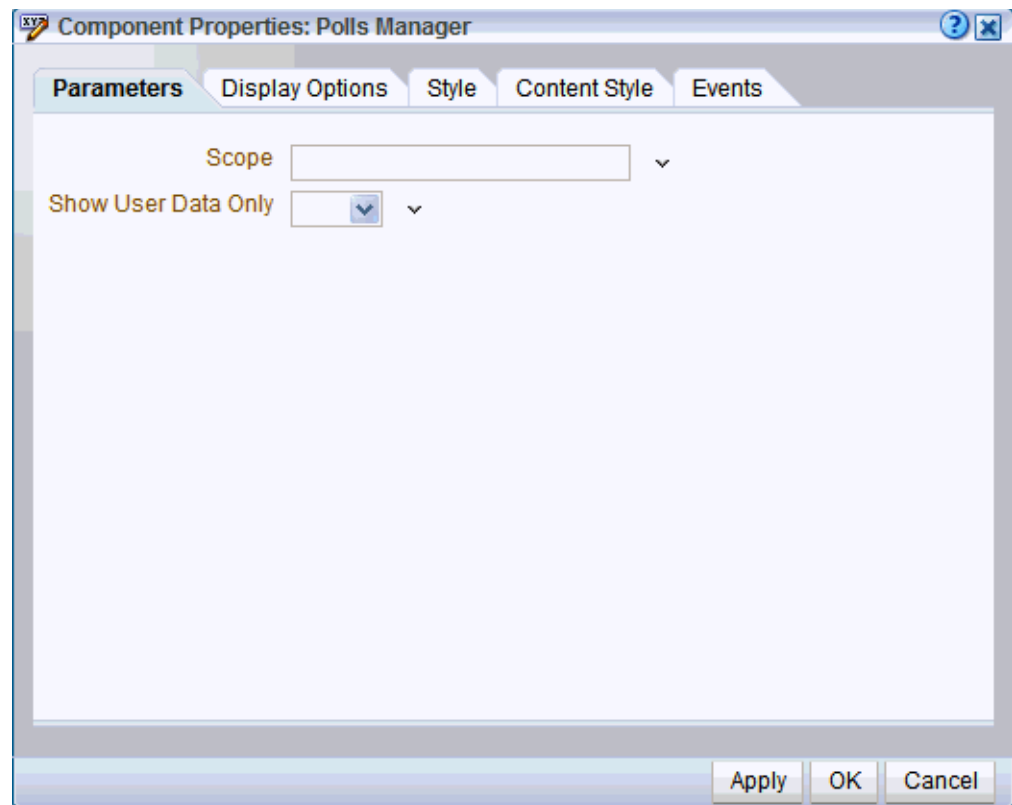 Component Properties: Polls Manager
Parameters Display Options Style Content Style Events
Scope
Show User Data Only
Apply OK Cancel